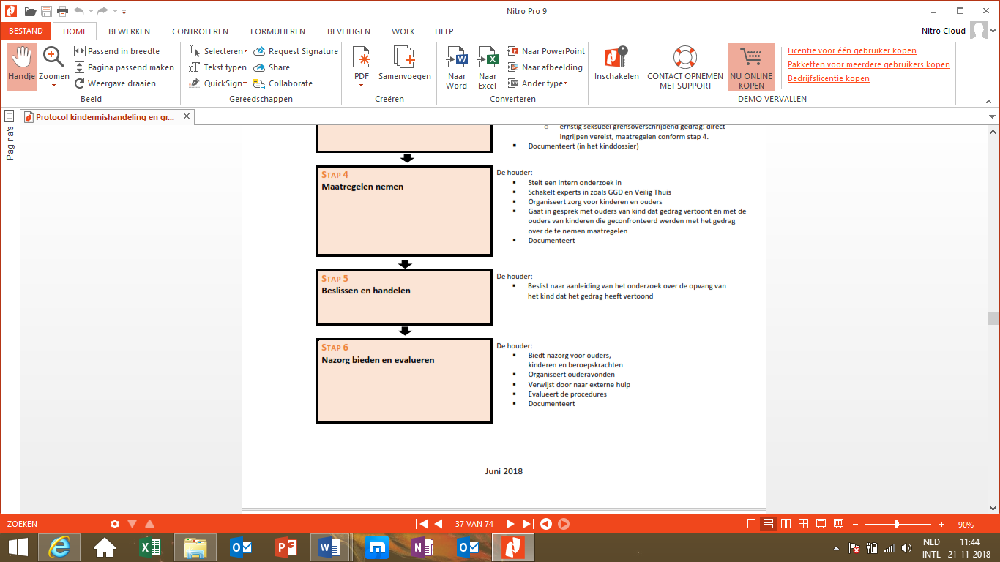 Nitro Pro 9
BESTAND HOME BEWERKEN CONTROLEREN FORMULIEREN BEVEILIGEN WOLK HELP Nitro Cloud
Handje
Zoomen
Passend in breedte
Pagina passend maken
Weergave draaien
Beeld
Selecteren
Tekst typen
QuickSign
Request Signature
Share
Collaborate
Gereedschappen
PDF
Samenvoegen
Creëren
Naar Word
Naar Excel
Naar PowerPoint
Naar afbeelding
Ander type
Converteren
Inschakelen
CONTACT OPNEMEN
MET SUPPORT
NU ONLINE
KOPEN
Licentie voor één gebruiker kopen
Pakketten voor meerdere gebruikers kopen
Bedrijfslicentie kopen
DEMO VERVALLEN
Protocol kindermishandeling en gr...
Pagina's
ernstig seksueel grensoverschrijdend gedrag: direct
ingrijpen vereist, maatregelen conform stap 4.
Documenteert (in het kinddossier)
STAP 4
Maatregelen nemen
De houder:
Stelt een intern onderzoek in
Schakelt experts in zoals GGD en Veilig Thuis
Organiseert zorg voor kinderen en ouders
Gaat in gesprek met ouders van kind dat gedrag vertoont én met de
ouders van kinderen die geconfronteerd werden met het gedrag
over de te nemen maatregelen
Documenteert
STAP 5
Beslissen en handelen
De houder:
Beslist naar aanleiding van het onderzoek over de opvang van
het kind dat het gedrag heeft vertoond
STAP 6
Nazorg bieden en evalueren
De houder:
Biedt nazorg voor ouders,
kinderen en beroepskrachten
Organiseert ouderavonden
Verwijst door naar externe hulp
Evalueert de procedures
Documenteert
Juni 2018
ZOEKEN
37 VAN 74
90%
NLD
INTL
11:44
21-11-2018